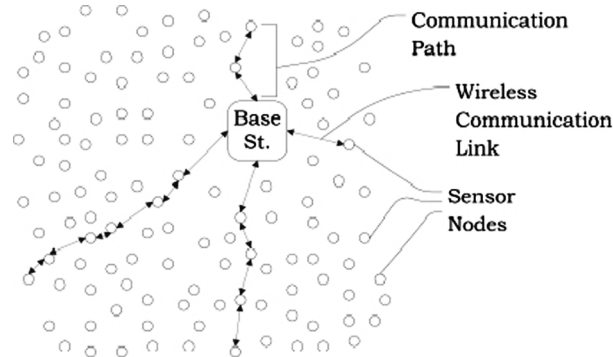 Communication
Path
Base
St.
Wireless
Communication
Link
Sensor
Nodes